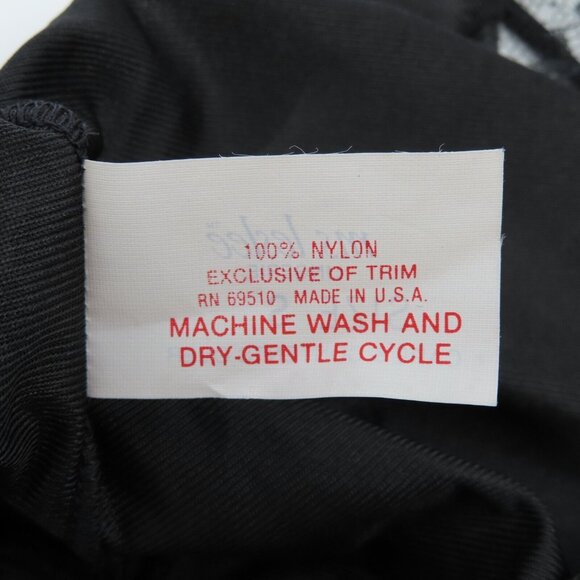 100% NYLON
EXCLUSIVE OF TRIM
RN 69510 MADE IN U.S.A.
MACHINE WASH AND
DRY-GENTLE CYCLE